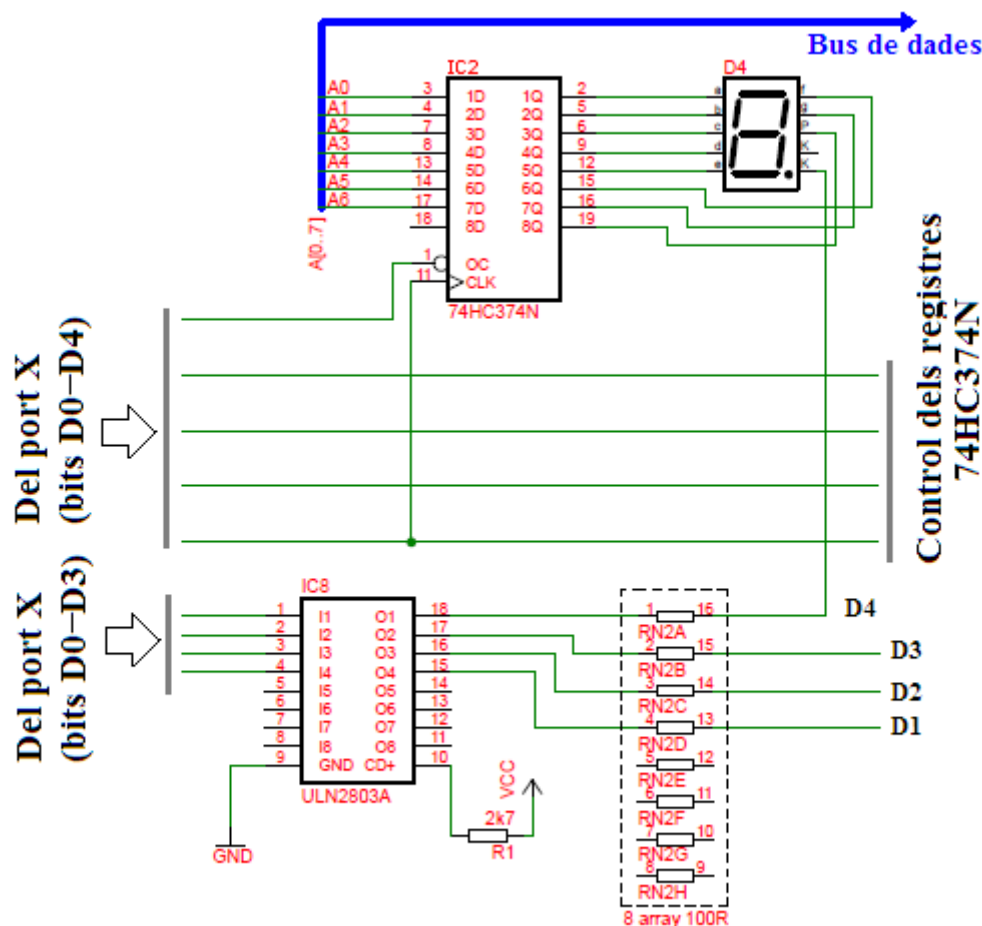 Bus de dades
IC2
D4
A0 3 1D 1Q 2 a f
A1 4 2D 2Q 5 b g
A2 7 3D 3Q 6 c P
A3 8 4D 4Q 9 d K
A4 13 5D 5Q 12 e K
A5 14 6D 6Q 15
A6 17 7D 7Q 16
18 8D 8Q 19
A[0..7]
1 OC
11 CLK
74HC374N
Del port X
(bits D0-D4)
Control dels registres
74HC374N
Del port X
(bits D0-D3)
IC8
1 I1 O1 18
2 I2 O2 17
3 I3 O3 16
4 I4 O4 15
5 I5 O5 14
6 I6 O6 13
7 I7 O7 12
8 I8 O8 11
9 GND CD+ 10
ULN2803A
GND
VCC
2k7
R1
1 16
RN2A
2 15
RN2B
3 14
RN2C
4 13
RN2D
5 12
RN2E
6 11
RN2F
7 10
RN2G
8 9
RN2H
8 array 100R
D4
D3
D2
D1